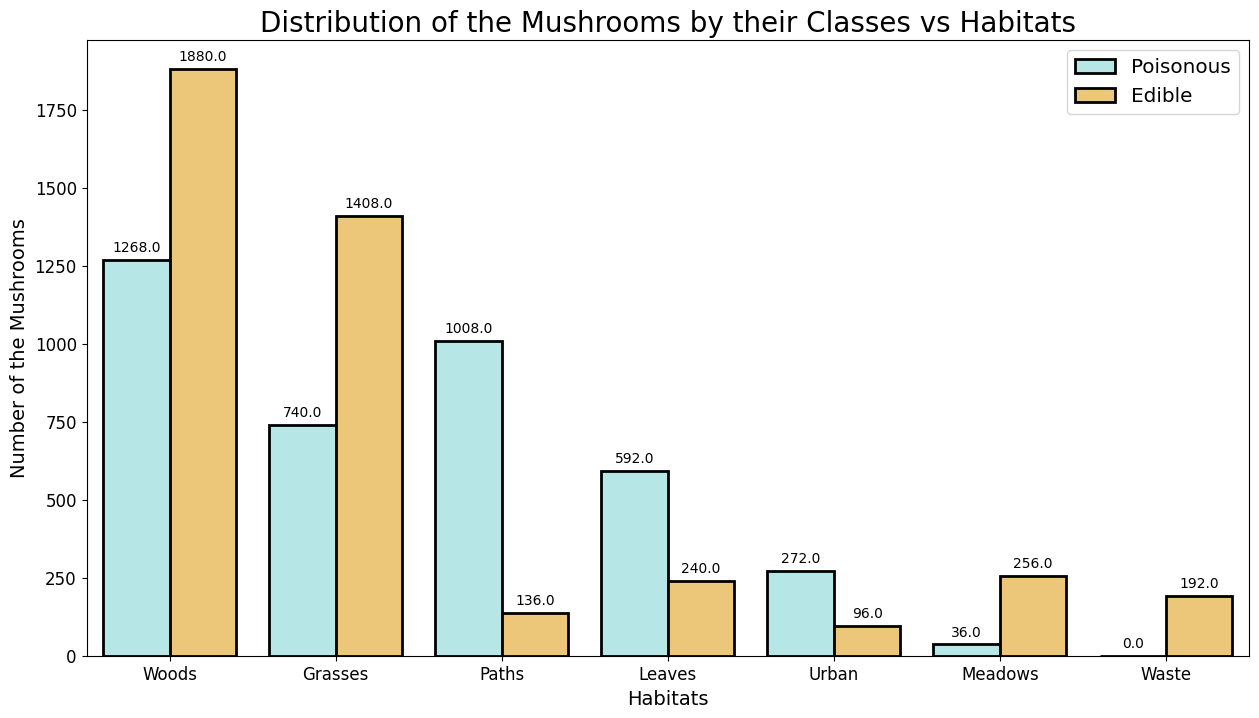 Distribution of the Mushrooms by their Classes vs Habitats
Poisonous
Edible
Number of the Mushrooms
1750
1500
1250
1000
750
500
250
0
1268.0
1880.0
740.0
1408.0
1008.0
136.0
592.0
240.0
272.0
96.0
36.0
256.0
0.0
192.0
Woods
Grasses
Paths
Leaves
Urban
Meadows
Waste
Habitats